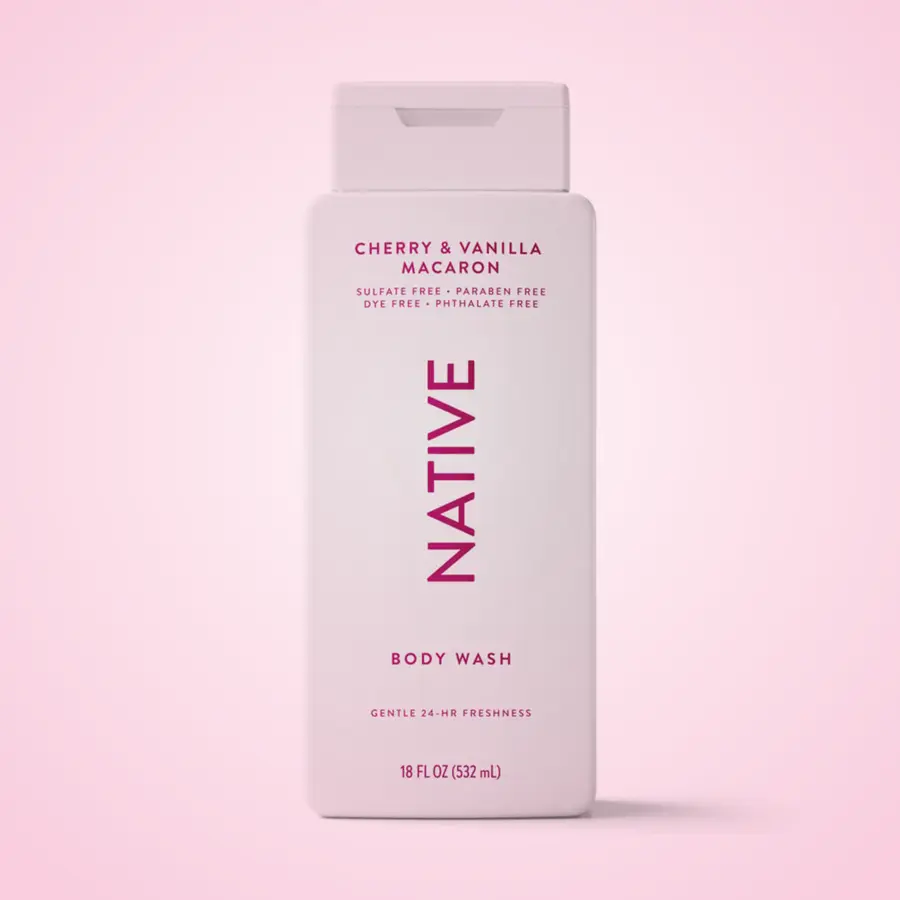 CHERRY & VANILLA
MACARON
SULFATE FREE • PARABEN FREE
DYE FREE • PHTHALATE FREE
NATIVE
BODY WASH
GENTLE 24-HR FRESHNESS
18 FL OZ (532 mL)